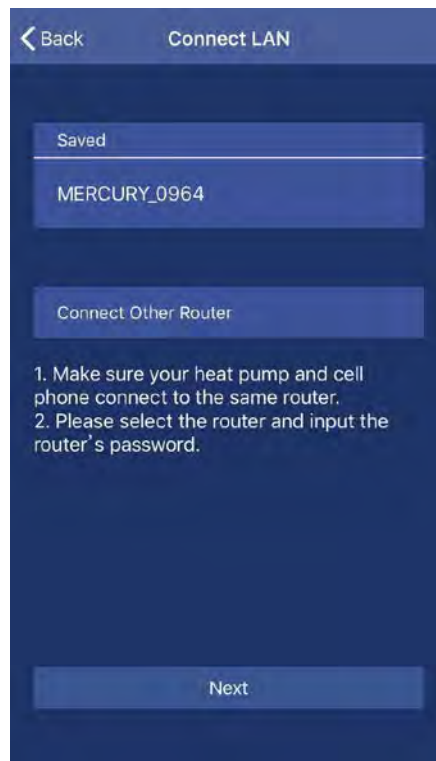 Back
Connect LAN
Saved
MERCURY_0964
Connect Other Router
1. Make sure your heat pump and cell
phone connect to the same router.
2. Please select the router and input the
router's password.
Next